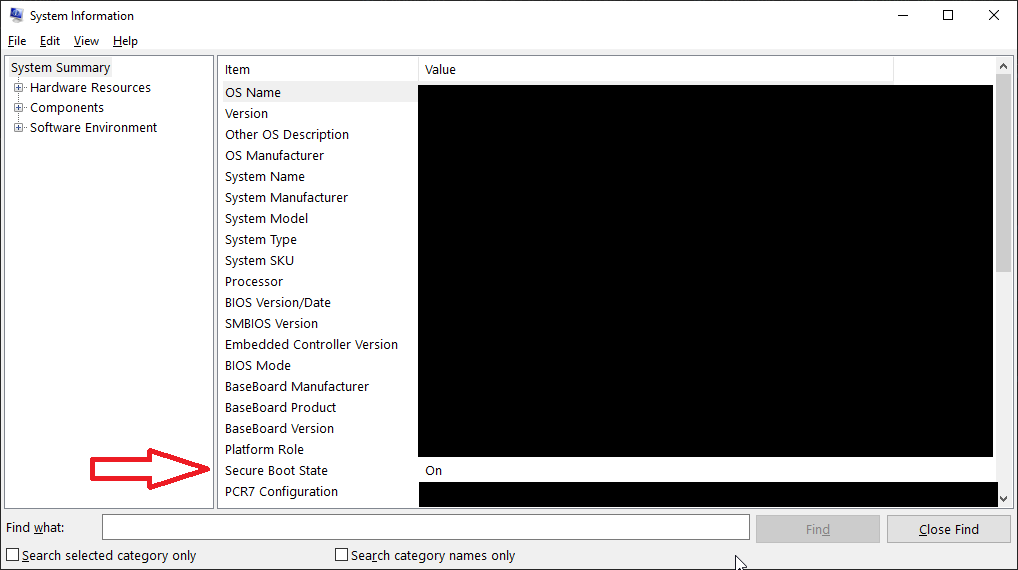 System Information
File Edit View Help
System Summary
Hardware Resources
Components
Software Environment
Item Value
OS Name
Version
Other OS Description
OS Manufacturer
System Name
System Manufacturer
System Model
System Type
System SKU
Processor
BIOS Version/Date
SMBIOS Version
Embedded Controller Version
BIOS Mode
BaseBoard Manufacturer
BaseBoard Product
BaseBoard Version
Platform Role
Secure Boot State On
PCR7 Configuration
Find what: Find Close Find
Search selected category only Search category names only